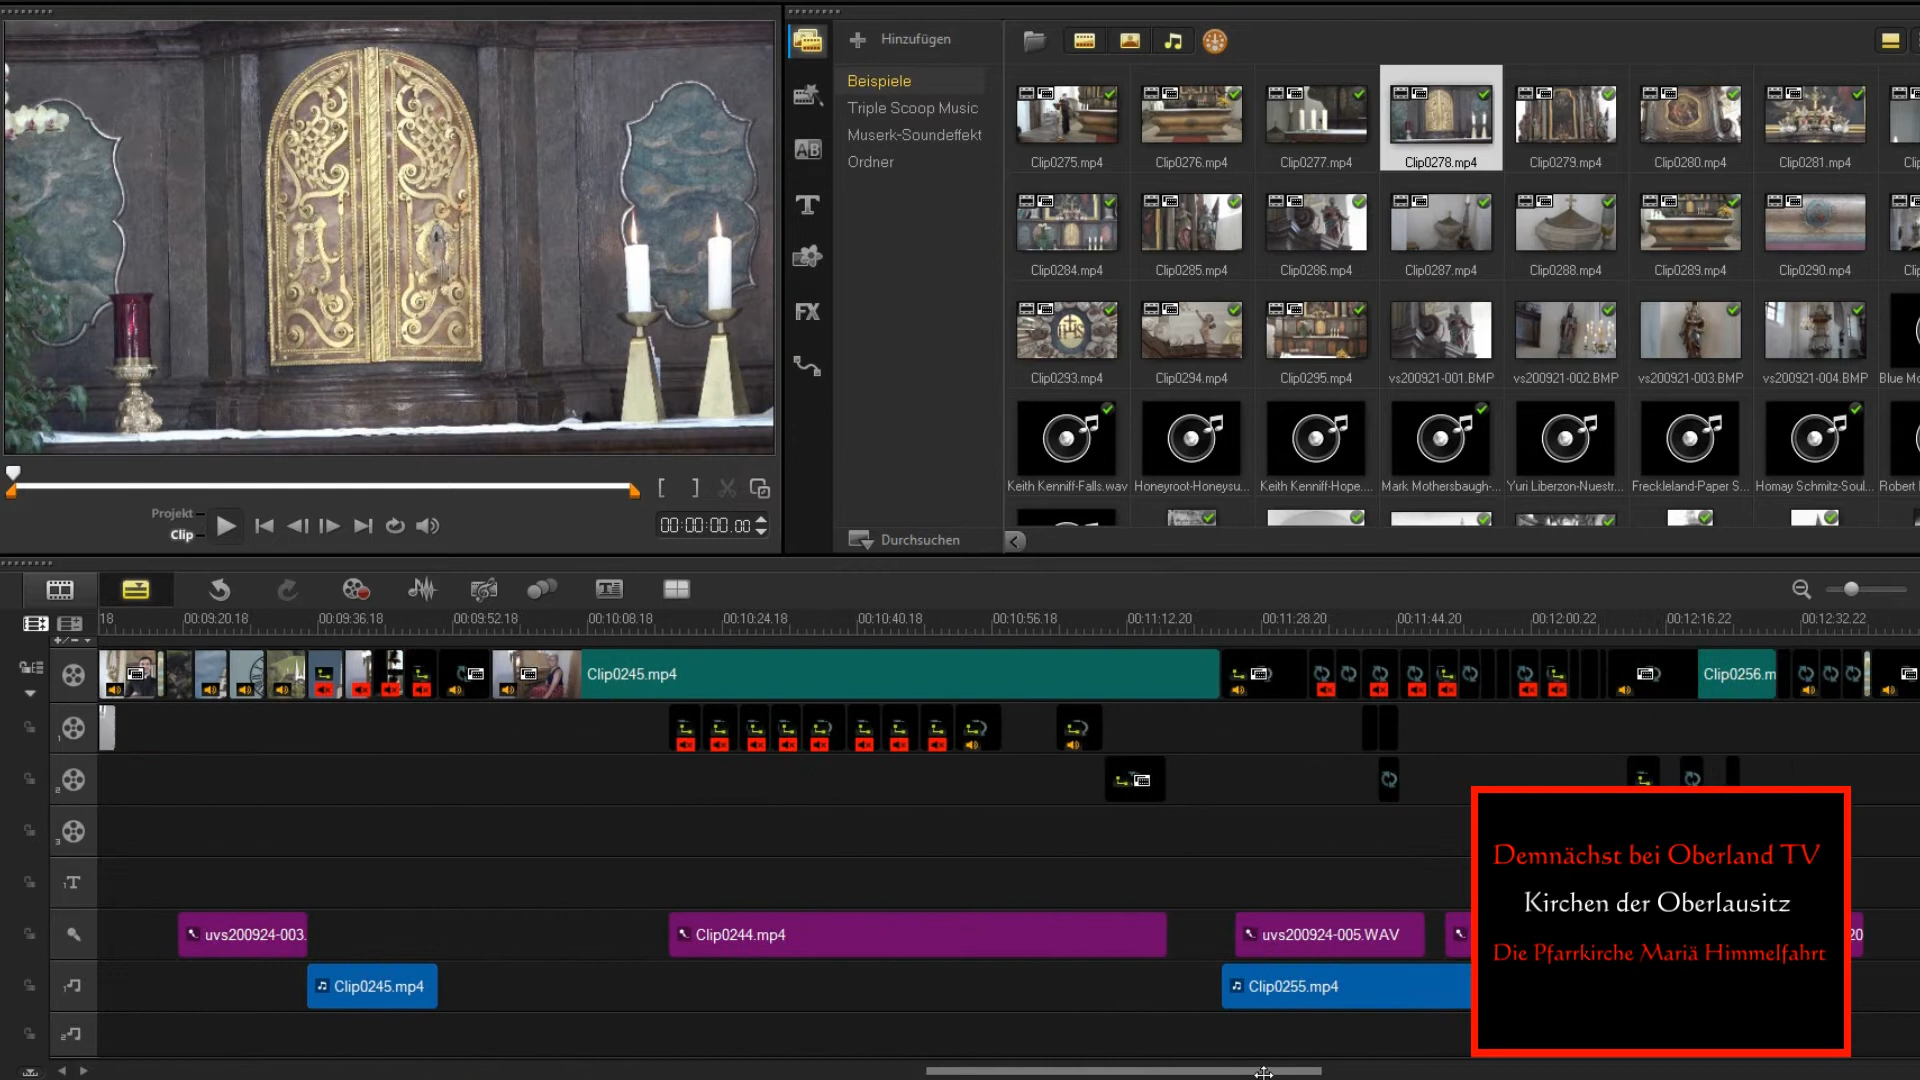 Hinzufügen
Beispiele
Triple Scoop Music
Muserk-Soundeffekt
Ordner
Durchsuchen
AB
T
FX
Clip0275.mp4 Clip0276.mp4 Clip0277.mp4 Clip0278.mp4 Clip0279.mp4 Clip0280.mp4 Clip0281.mp4
Clip0284.mp4 Clip0285.mp4 Clip0286.mp4 Clip0287.mp4 Clip0288.mp4 Clip0289.mp4 Clip0290.mp4
Clip0293.mp4 Clip0294.mp4 Clip0295.mp4 vs200921-001.BMP vs200921-002.BMP vs200921-003.BMP vs200921-004.BMP Blue Mo
Keith Kenniff-Falls.wav Honeyroot-Honeysu... Keith Kenniff-Hope.... Mark Mothersbaugh-... Yuri Liberzon-Nuestr... Freckleland-Paper S... Homay Schmitz-Soul... Robert
Projekt
Clip
00:00:00.00
18 00:09:20.18 00:09:36.18 00:09:52.18 00:10:08.18 00:10:24.18 00:10:40.18 00:10:56.18 00:11:12.20 00:11:28.20 00:11:44.20 00:12:00.22 00:12:16.22 00:12:32.22
Clip0245.mp4 Clip0256.m
uvs200924-003. Clip0244.mp4 uvs200924-005.WAV 20
Clip0245.mp4 Clip0255.mp4
Demnächst bei Oberland TV
Kirchen der Oberlausitz
Die Pfarrkirche Mariä Himmelfahrt